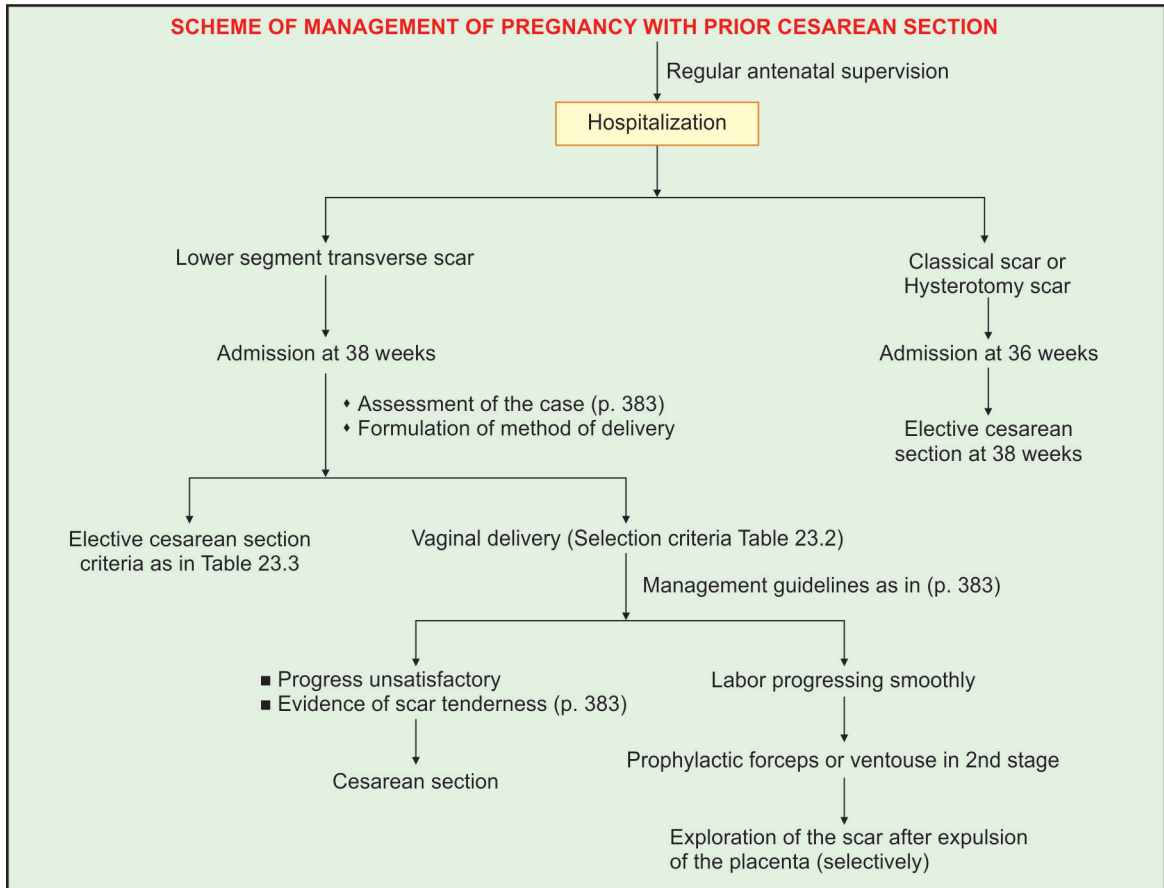 SCHEME OF MANAGEMENT OF PREGNANCY WITH PRIOR CESAREAN SECTION
Regular antenatal supervision
Hospitalization
Lower segment transverse scar
Classical scar or
Hysterotomy scar
Admission at 38 weeks
Admission at 36 weeks
♦ Assessment of the case (p. 383)
♦ Formulation of method of delivery
Elective cesarean
section at 38 weeks
Elective cesarean section
criteria as in Table 23.3
Vaginal delivery (Selection criteria Table 23.2)
Management guidelines as in (p. 383)
■ Progress unsatisfactory
■ Evidence of scar tenderness (p. 383)
Labor progressing smoothly
Cesarean section
Prophylactic forceps or ventouse in 2nd stage
Exploration of the scar after expulsion
of the placenta (selectively)